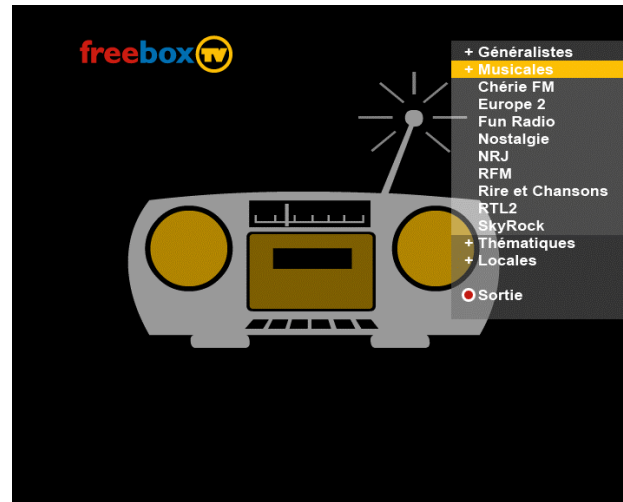 freebox TV
+ Généralistes
+ Musicales
Chérie FM
Europe 2
Fun Radio
Nostalgie
NRJ
RFM
Rire et Chansons
RTL2
SkyRock
+ Thématiques
+ Locales
Sortie